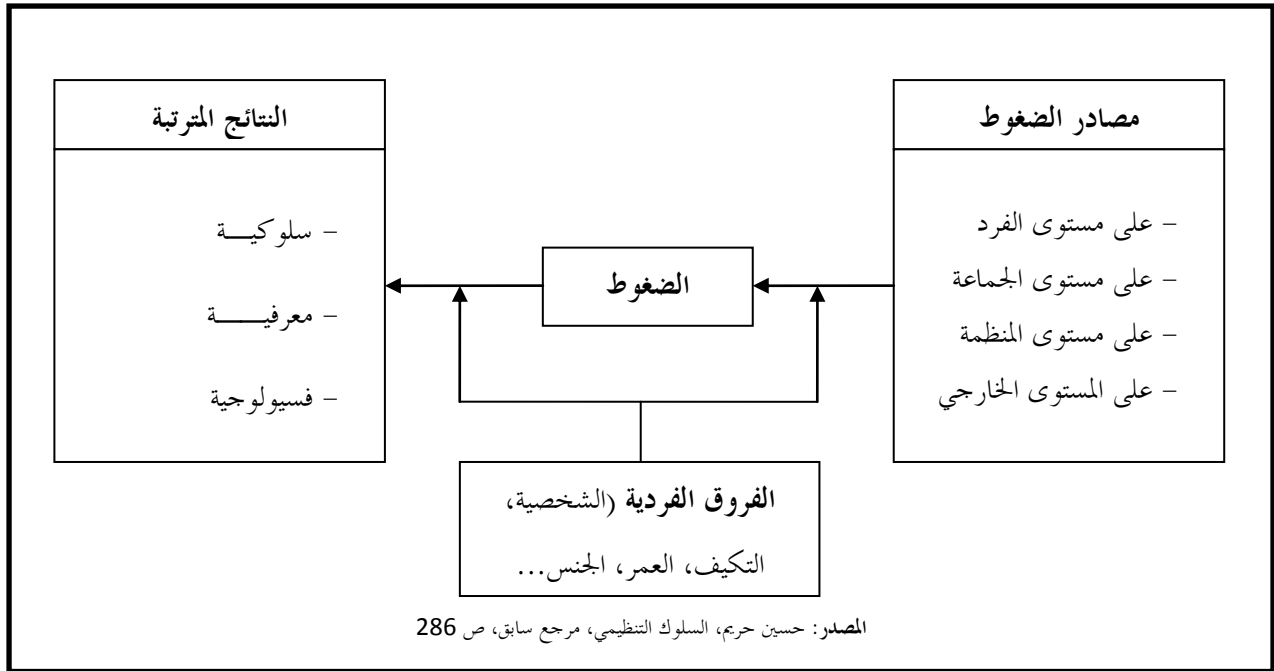 مصادر الضغوط
– على مستوى الفرد
– على مستوى الجماعة
– على مستوى المنظمة
– على المستوى الخارجي
الضغوط
النتائج المترتبة
– سلوكيـــة
– معرفيــــــة
– فسيولوجية
الفروق الفردية (الشخصية،
التكيف، العمر، الجنس...
المصدر: حسين حريم، السلوك التنظيمي، مرجع سابق، ص 286